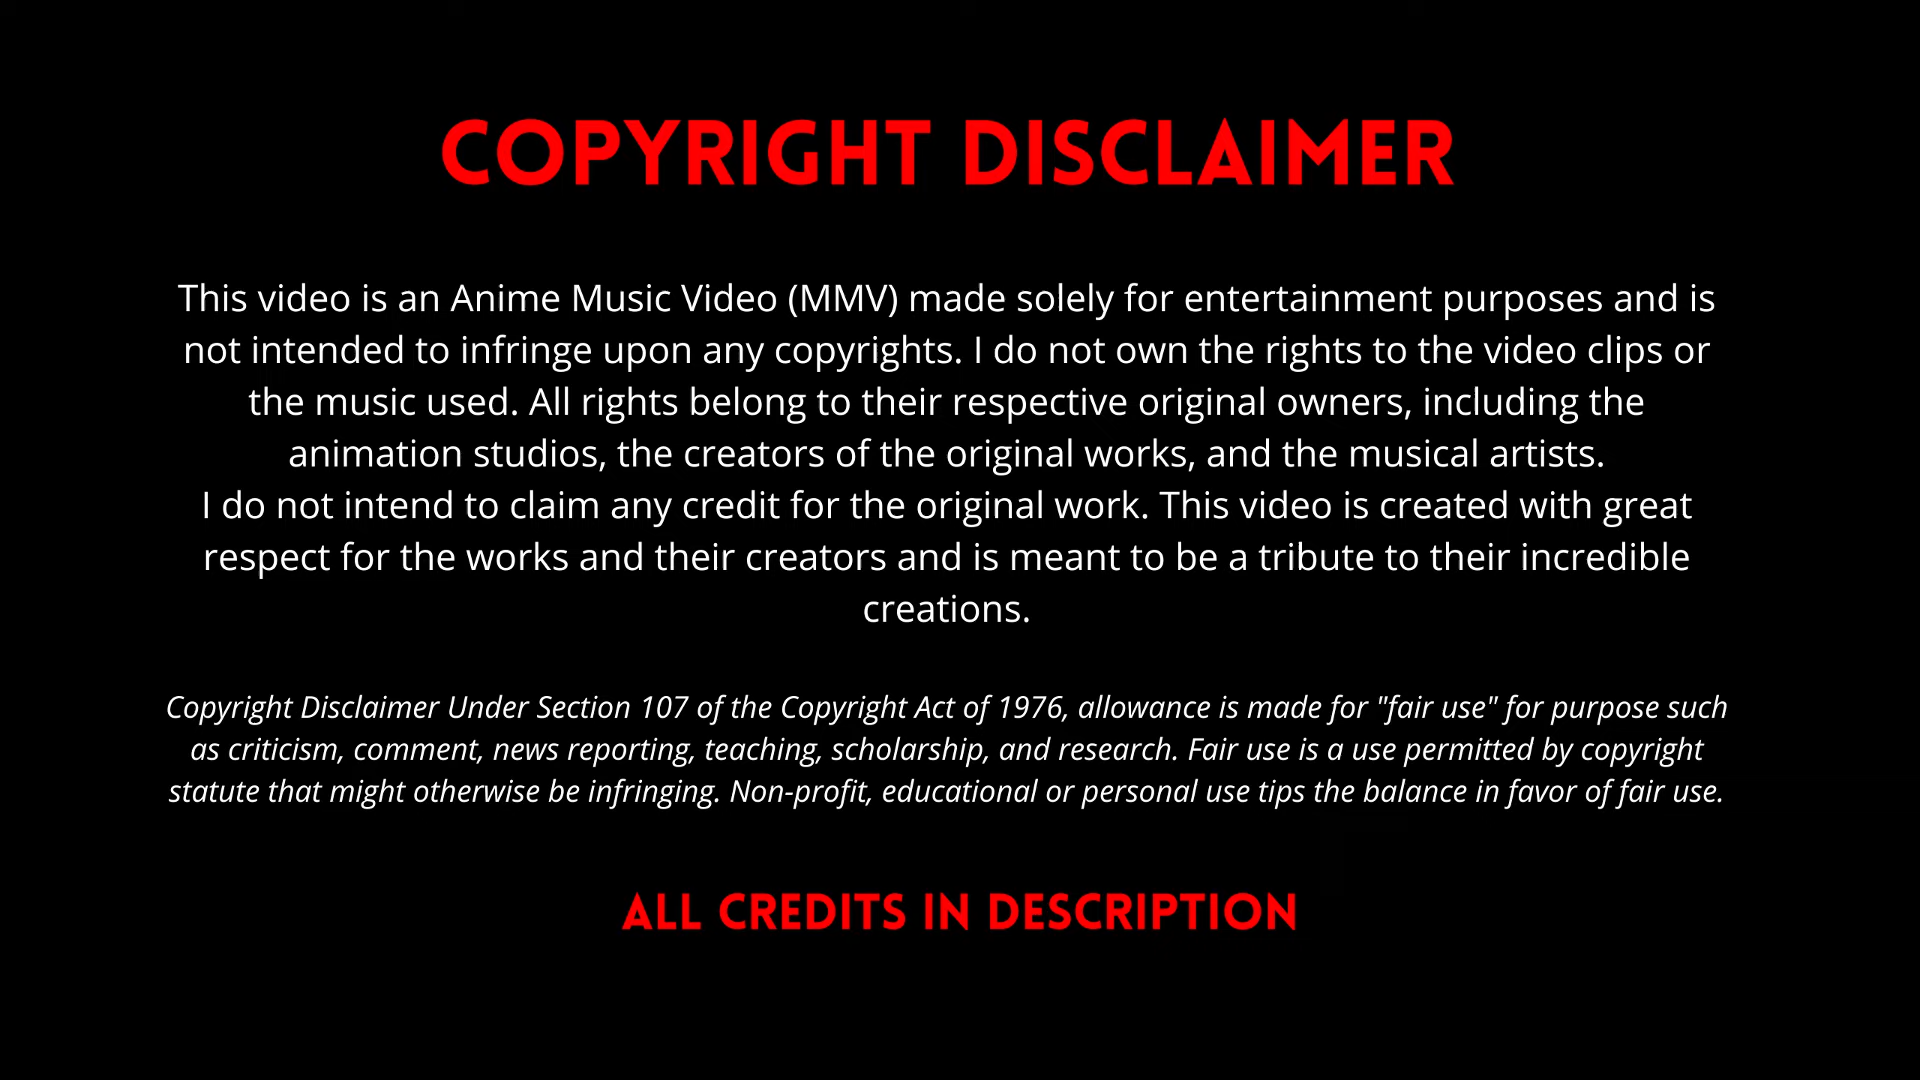 COPYRIGHT DISCLAIMER
This video is an Anime Music Video (MMV) made solely for entertainment purposes and is
not intended to infringe upon any copyrights. I do not own the rights to the video clips or
the music used. All rights belong to their respective original owners, including the
animation studios, the creators of the original works, and the musical artists.
I do not intend to claim any credit for the original work. This video is created with great
respect for the works and their creators and is meant to be a tribute to their incredible
creations.
Copyright Disclaimer Under Section 107 of the Copyright Act of 1976, allowance is made for "fair use" for purpose such
as criticism, comment, news reporting, teaching, scholarship, and research. Fair use is a use permitted by copyright
statute that might otherwise be infringing. Non-profit, educational or personal use tips the balance in favor of fair use.
ALL CREDITS IN DESCRIPTION